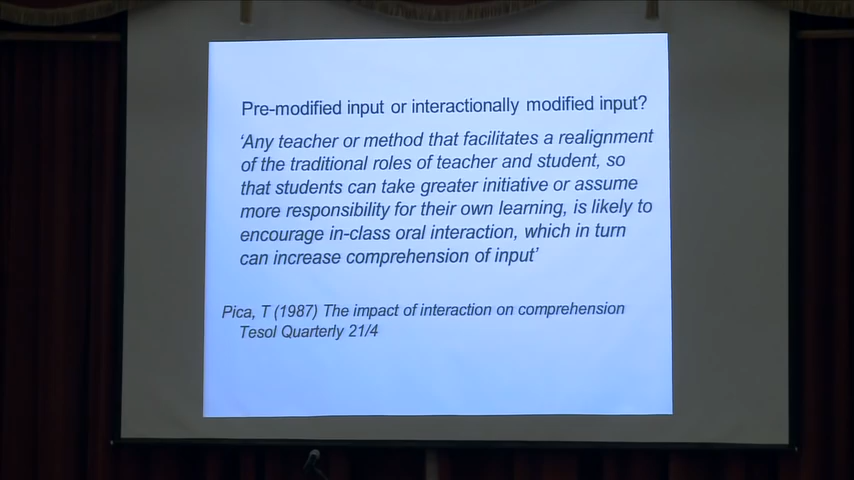 Pre-modified input or interactionally modified input?
‘Any teacher or method that facilitates a realignment
of the traditional roles of teacher and student, so
that students can take greater initiative or assume
more responsibility for their own learning, is likely to
encourage in-class oral interaction, which in turn
can increase comprehension of input’
Pica, T (1987) The impact of interaction on comprehension
Tesol Quarterly 21/4